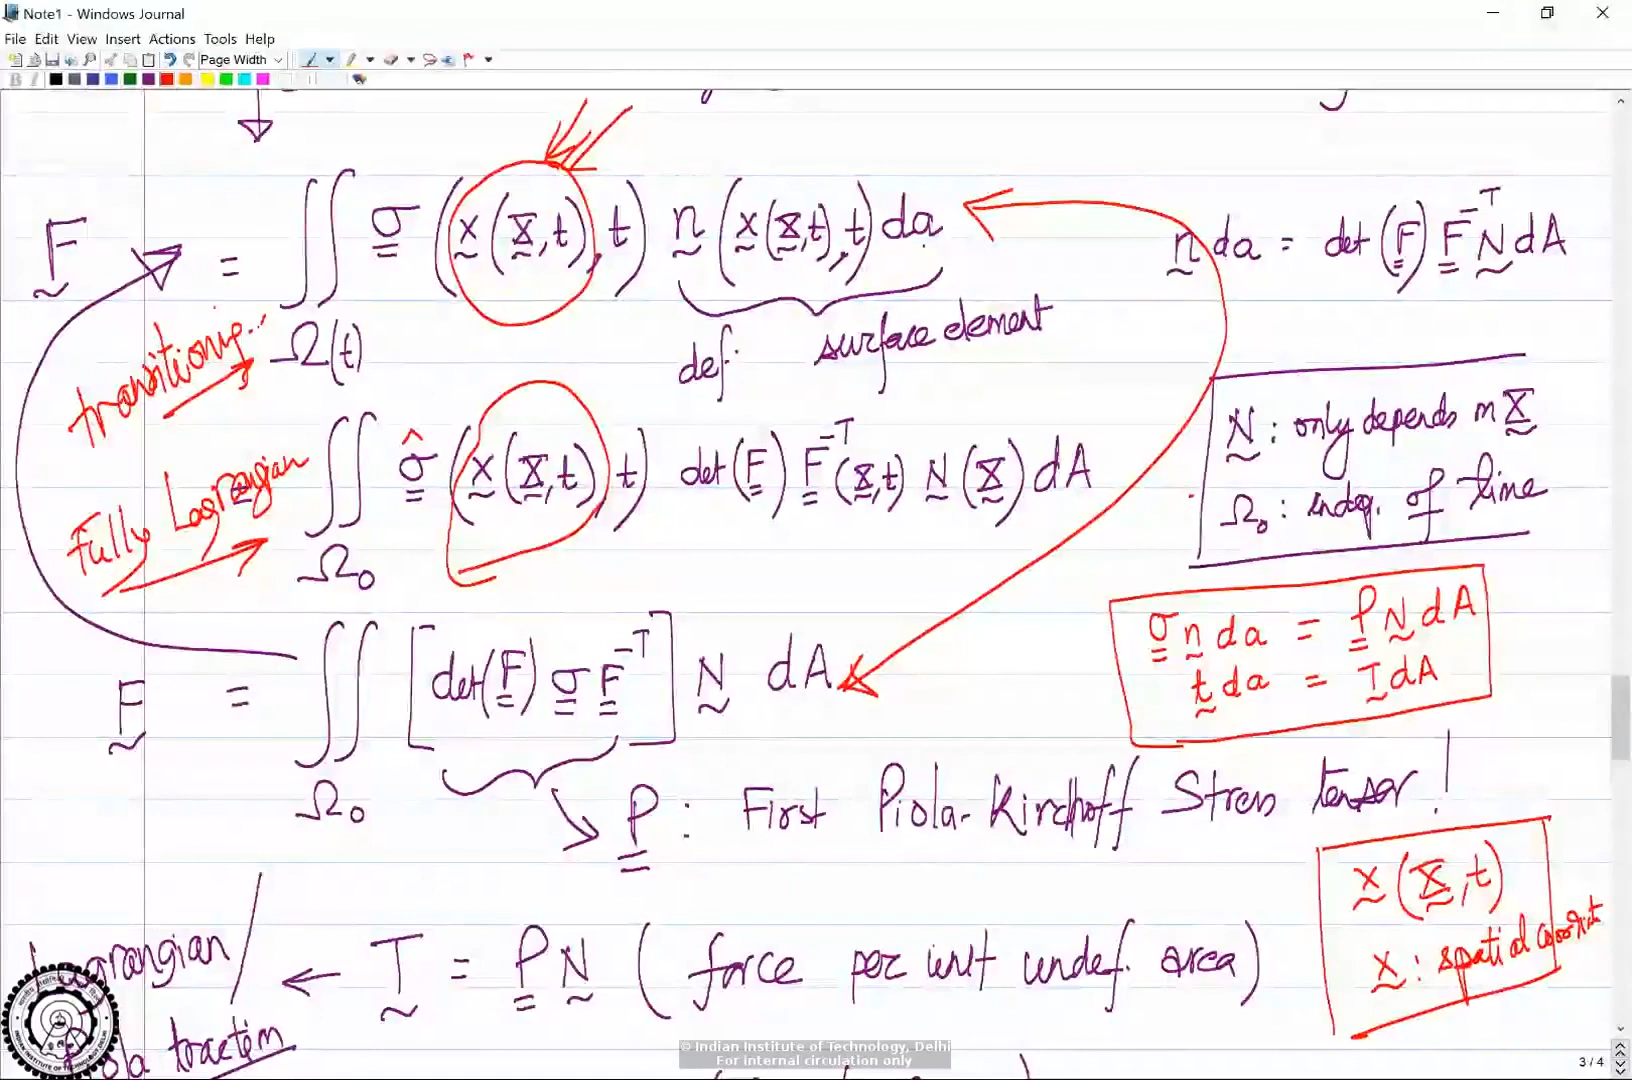 Note1 - Windows Journal
File Edit View Insert Actions Tools Help
Page Width
F = ∬ σ (x(X,t), t) n (x(X,t), t) da
Ω(t)
n da = det (F) F^-T N dA
transitioning..
def. surface element
Fully Lagrangian
= ∬ σ̂ (x(X,t), t) det(F) F^-T (X,t) N (X) dA
Ω₀
N : only depends on X
Ω₀ : indep. of time
F = ∬ [det(F) σ F^-T] N dA
Ω₀
σ n da = P N dA
t da = T dA
P : First Piola-Kirchhoff Stress tensor!
x (X,t)
x : spatial coordinate
Lagrangian /
traction
← T = P N ( force per unit undef. area)
© Indian Institute of Technology, Delhi
For internal circulation only
3 / 4